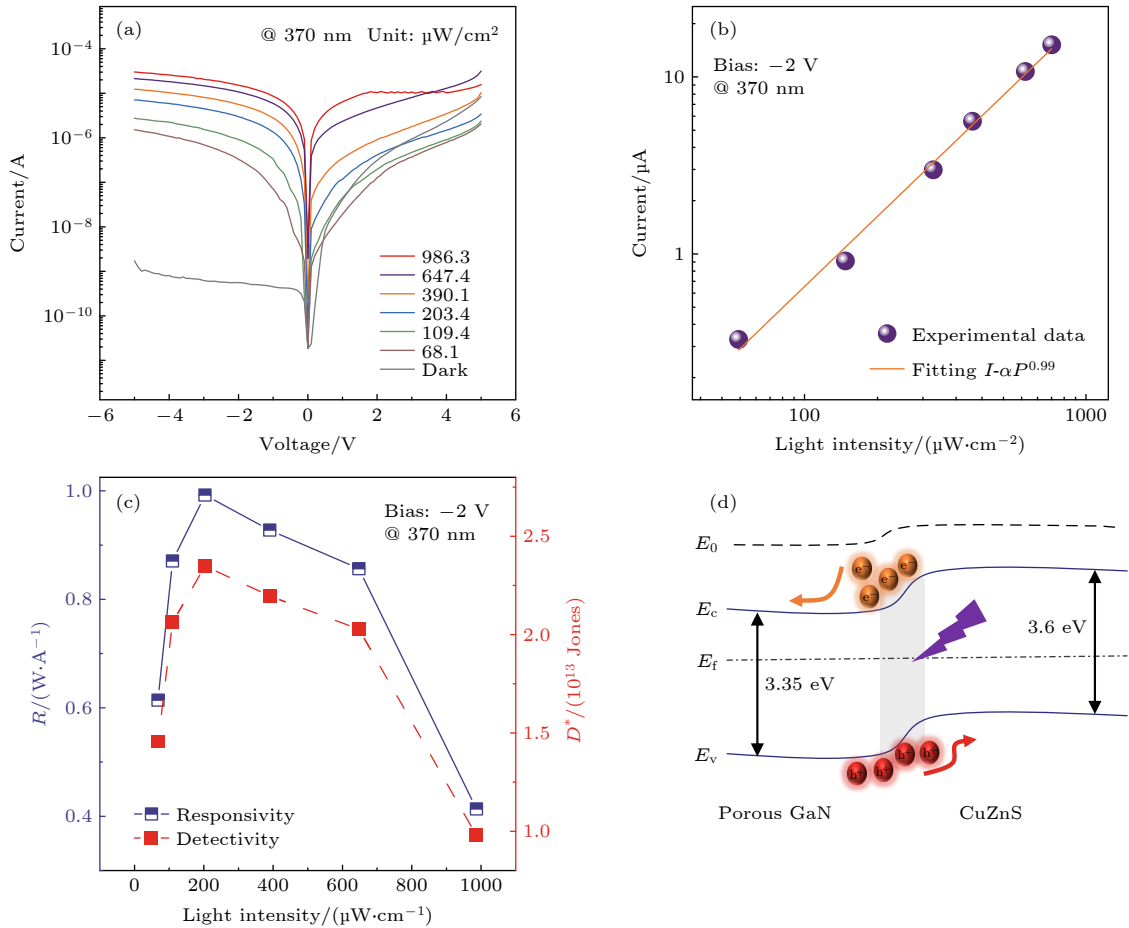 (a)
@ 370 nm Unit: µW/cm²
10⁻⁴
10⁻⁶
10⁻⁸
10⁻¹⁰
Current/A
986.3
647.4
390.1
203.4
109.4
68.1
Dark
−6 −4 −2 0 2 4 6
Voltage/V
(b)
Bias: −2 V
@ 370 nm
10
1
Current/µA
Experimental data
Fitting I-αP⁰·⁹⁹
100 1000
Light intensity/(µW·cm⁻²)
(c)
Bias: −2 V
@ 370 nm
1.0
0.8
0.6
0.4
R/(W·A⁻¹)
2.5
2.0
1.5
1.0
D*/(10¹³ Jones)
Responsivity
Detectivity
0 200 400 600 800 1000
Light intensity/(µW·cm⁻¹)
(d)
E₀
e⁻ e⁻ e⁻ e⁻
E_c
3.6 eV
E_f
3.35 eV
E_v
h⁺ h⁺ h⁺ h⁺
Porous GaN CuZnS